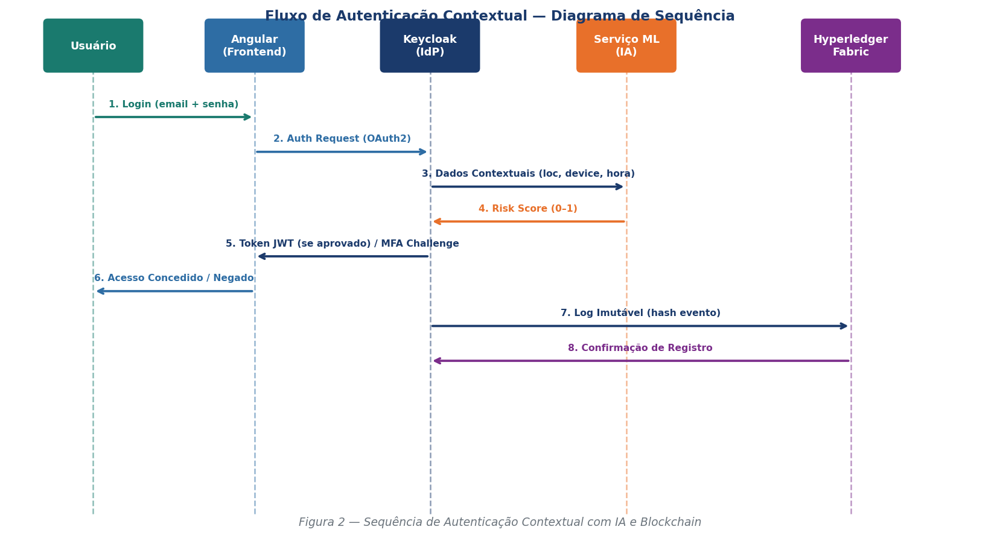 Fluxo de Autenticação Contextual — Diagrama de Sequência
Usuário
Angular
(Frontend)
Keycloak
(IdP)
Serviço ML
(IA)
Hyperledger
Fabric
1. Login (email + senha)
2. Auth Request (OAuth2)
3. Dados Contextuais (loc, device, hora)
4. Risk Score (0–1)
5. Token JWT (se aprovado) / MFA Challenge
6. Acesso Concedido / Negado
7. Log Imutável (hash evento)
8. Confirmação de Registro
Figura 2 — Sequência de Autenticação Contextual com IA e Blockchain